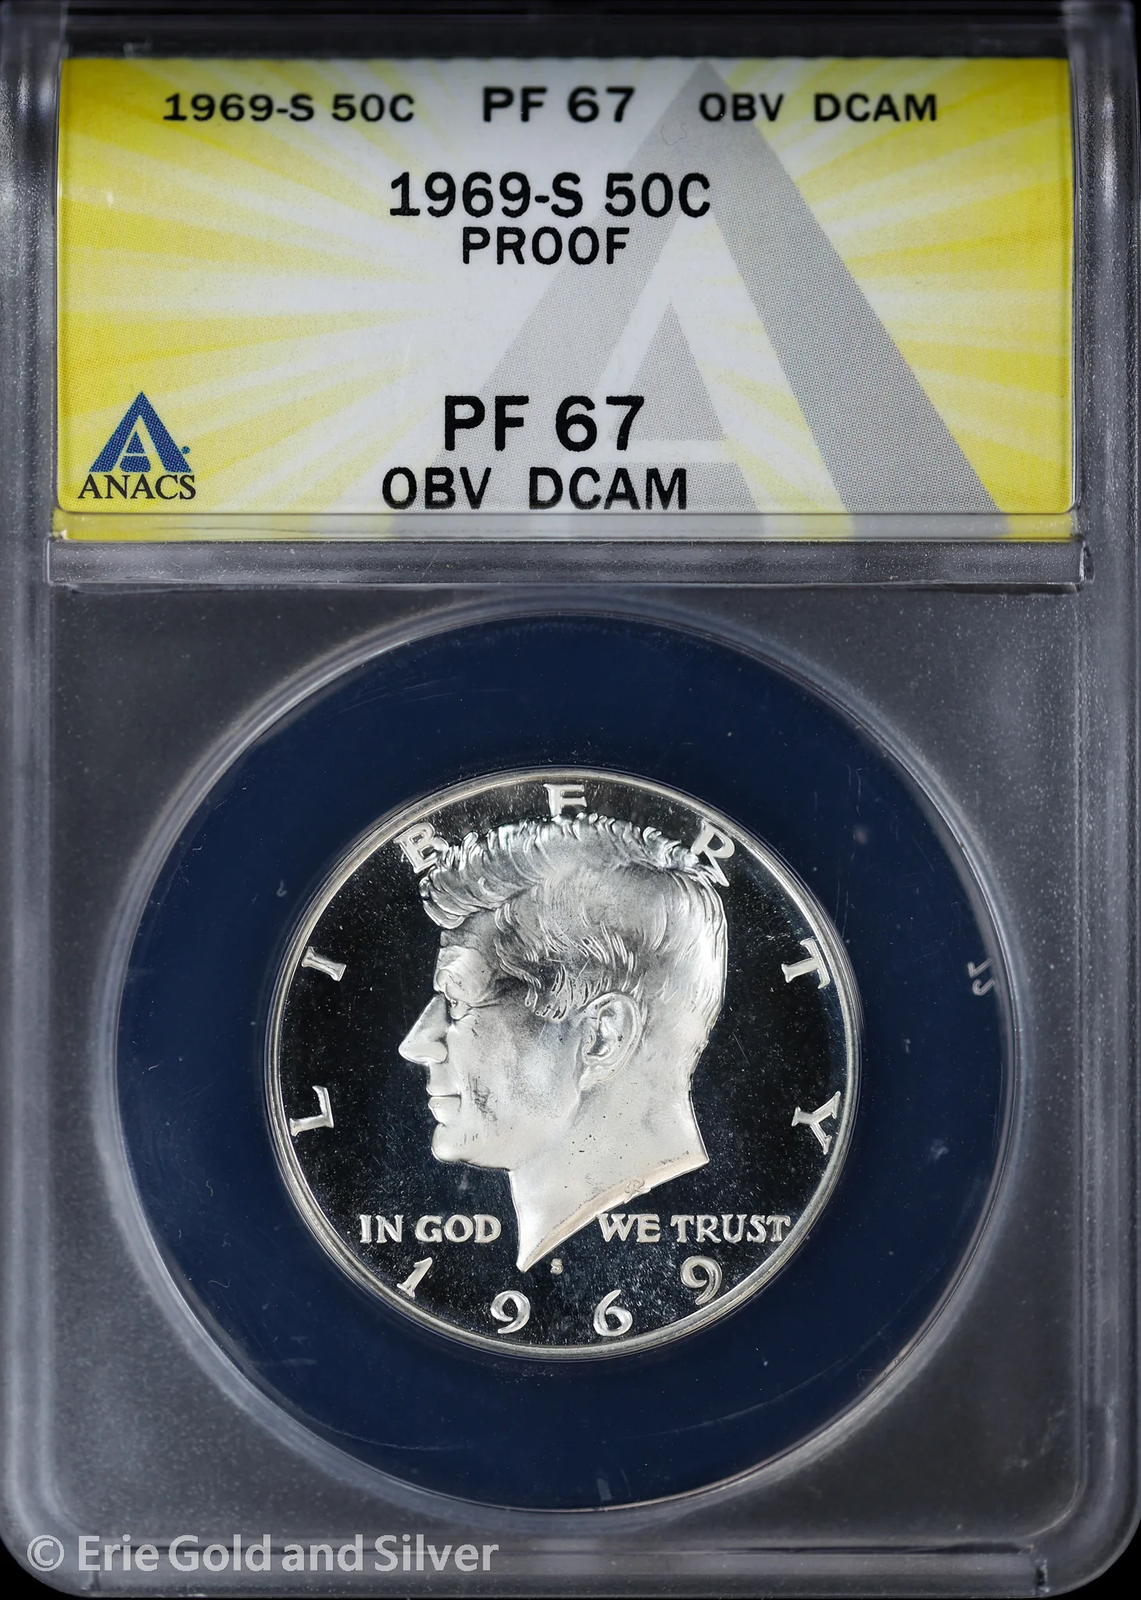 1969-S 50C PF 67 OBV DCAM
1969-S 50C
PROOF
PF 67
OBV DCAM
ANACS
LIBERTY
IN GOD WE TRUST
S
1969
© Erie Gold and Silver